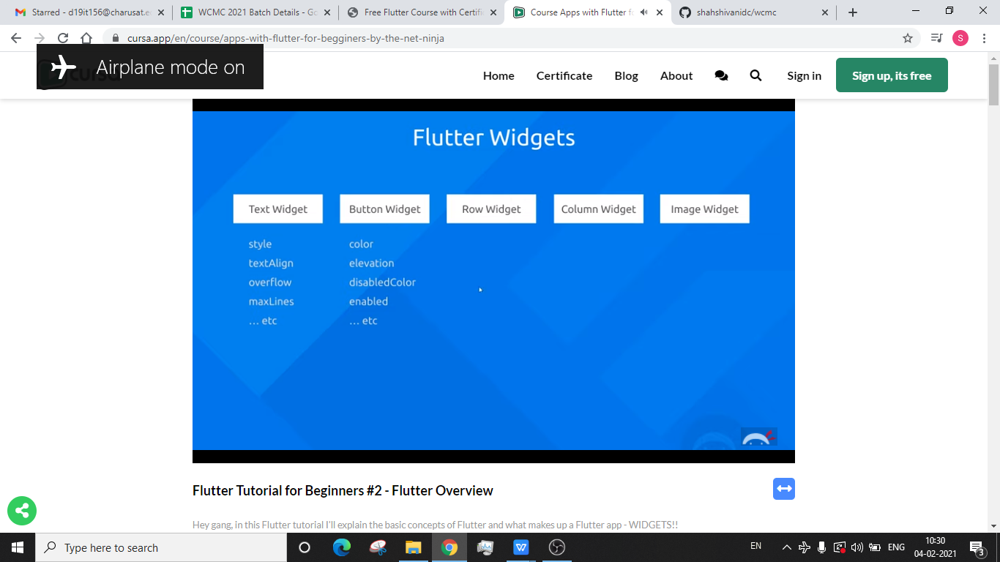 Starred - d19it156@charusat.e
WCMC 2021 Batch Details - Go
Free Flutter Course with Certifi
Course Apps with Flutter fo
shahshivanidc/wcmc
cursa.app/en/course/apps-with-flutter-for-begginers-by-the-net-ninja
S
Airplane mode on
Home
Certificate
Blog
About
Sign in
Sign up, its free
Flutter Widgets
Text Widget
Button Widget
Row Widget
Column Widget
Image Widget
style
color
textAlign
elevation
overflow
disabledColor
maxLines
enabled
... etc
... etc
Flutter Tutorial for Beginners #2 - Flutter Overview
Hey gang, in this Flutter tutorial I'll explain the basic concepts of Flutter and what makes up a Flutter app - WIDGETS!!
Type here to search
W
EN
ENG
10:30
04-02-2021
3